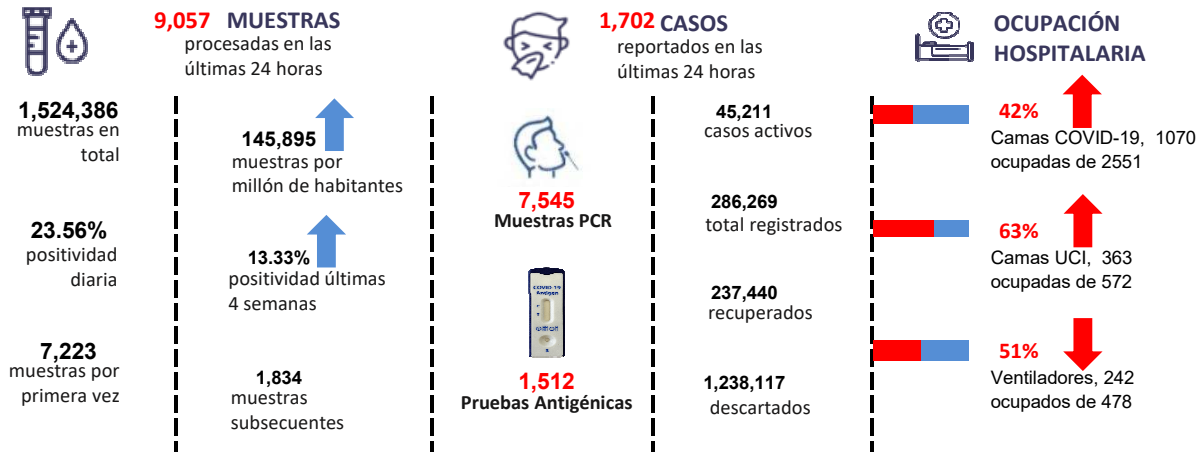 9,057 MUESTRAS
procesadas en las
últimas 24 horas
1,524,386
muestras en
total
145,895
muestras por
millón de habitantes
23.56%
positividad
diaria
13.33%
positividad últimas
4 semanas
7,223
muestras por
primera vez
1,834
muestras
subsecuentes
1,702 CASOS
reportados en las
últimas 24 horas
7,545
Muestras PCR
COVID-19
Antigen
1,512
Pruebas Antigénicas
45,211
casos activos
286,269
total registrados
237,440
recuperados
1,238,117
descartados
OCUPACIÓN
HOSPITALARIA
42%
Camas COVID-19, 1070
ocupadas de 2551
63%
Camas UCI, 363
ocupadas de 572
51%
Ventiladores, 242
ocupados de 478